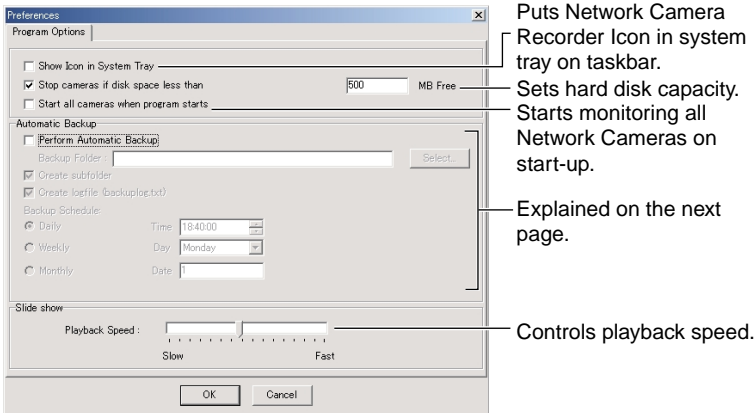 Preferences
Program Options
Show Icon in System Tray
Stop cameras if disk space less than 500 MB Free
Start all cameras when program starts
Automatic Backup
Perform Automatic Backup
Backup Folder : Select...
Create subfolder
Create logfile (backuplog.txt)
Backup Schedule:
Daily Time 18:40:00
Weekly Day Monday
Monthly Date 1
Slide show
Playback Speed :
Slow Fast
OK Cancel
Puts Network Camera
Recorder Icon in system
tray on taskbar.
Sets hard disk capacity.
Starts monitoring all
Network Cameras on
start-up.
Explained on the next
page.
Controls playback speed.